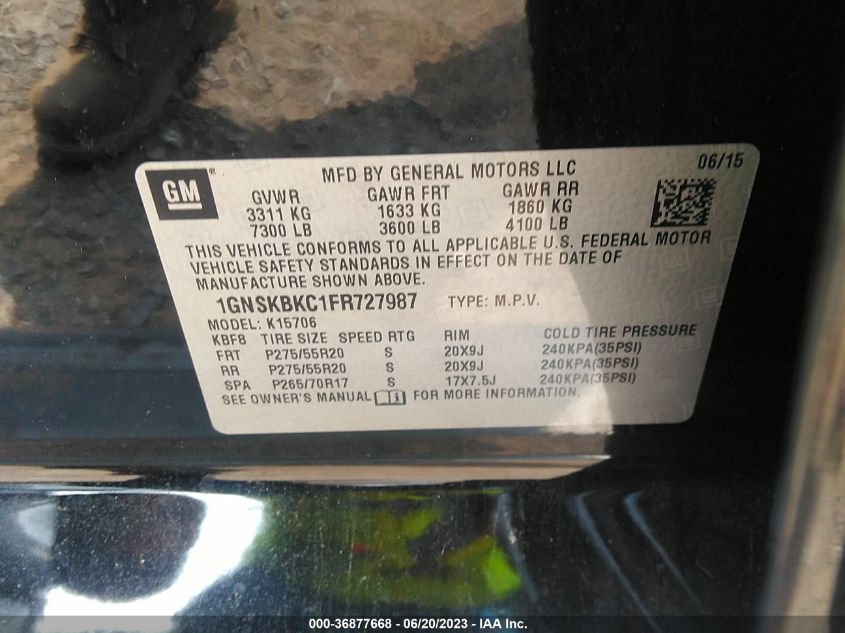 GM
MFD BY GENERAL MOTORS LLC 06/15
GVWR GAWR FRT GAWR RR
3311 KG 1633 KG 1860 KG
7300 LB 3600 LB 4100 LB
THIS VEHICLE CONFORMS TO ALL APPLICABLE U.S. FEDERAL MOTOR
VEHICLE SAFETY STANDARDS IN EFFECT ON THE DATE OF
MANUFACTURE SHOWN ABOVE.
1GNSKBKC1FR727987 TYPE: M.P.V.
MODEL: K15706
KBF8 TIRE SIZE SPEED RTG RIM COLD TIRE PRESSURE
FRT P275/55R20 S 20X9J 240KPA(35PSI)
RR P275/55R20 S 20X9J 240KPA(35PSI)
SPA P265/70R17 S 17X7.5J 240KPA(35PSI)
SEE OWNER'S MANUAL FOR MORE INFORMATION.
000-36877668 - 06/20/2023 - IAA Inc.